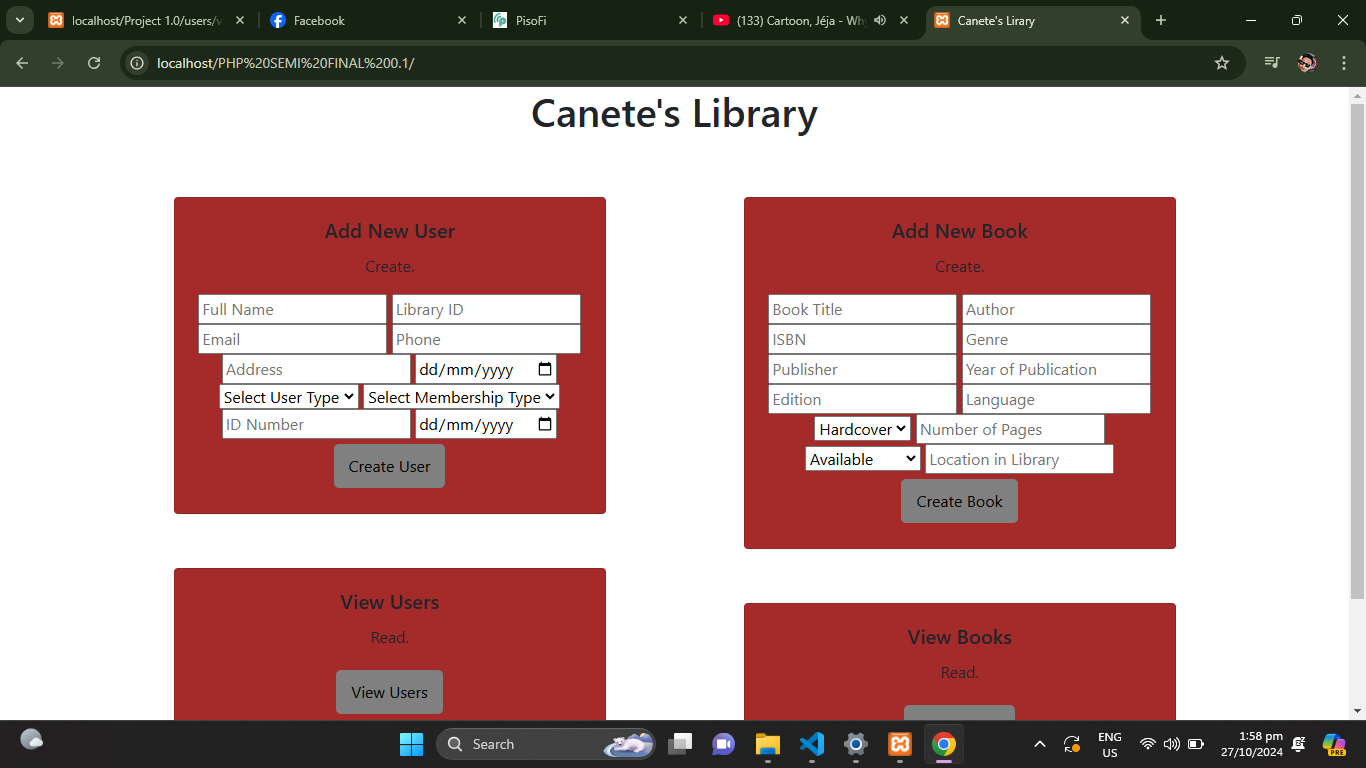 localhost/Project 1.0/users/v
Facebook
PisoFi
(133) Cartoon, Jéja - Wh
Canete's Lirary
localhost/PHP%20SEMI%20FINAL%200.1/
Canete's Library
Add New User
Create.
Full Name Library ID
Email Phone
Address dd/mm/yyyy
Select User Type Select Membership Type
ID Number dd/mm/yyyy
Create User
Add New Book
Create.
Book Title Author
ISBN Genre
Publisher Year of Publication
Edition Language
Hardcover Number of Pages
Available Location in Library
Create Book
View Users
Read.
View Users
View Books
Read.
Search
ENG
US
1:58 pm
27/10/2024
PRE